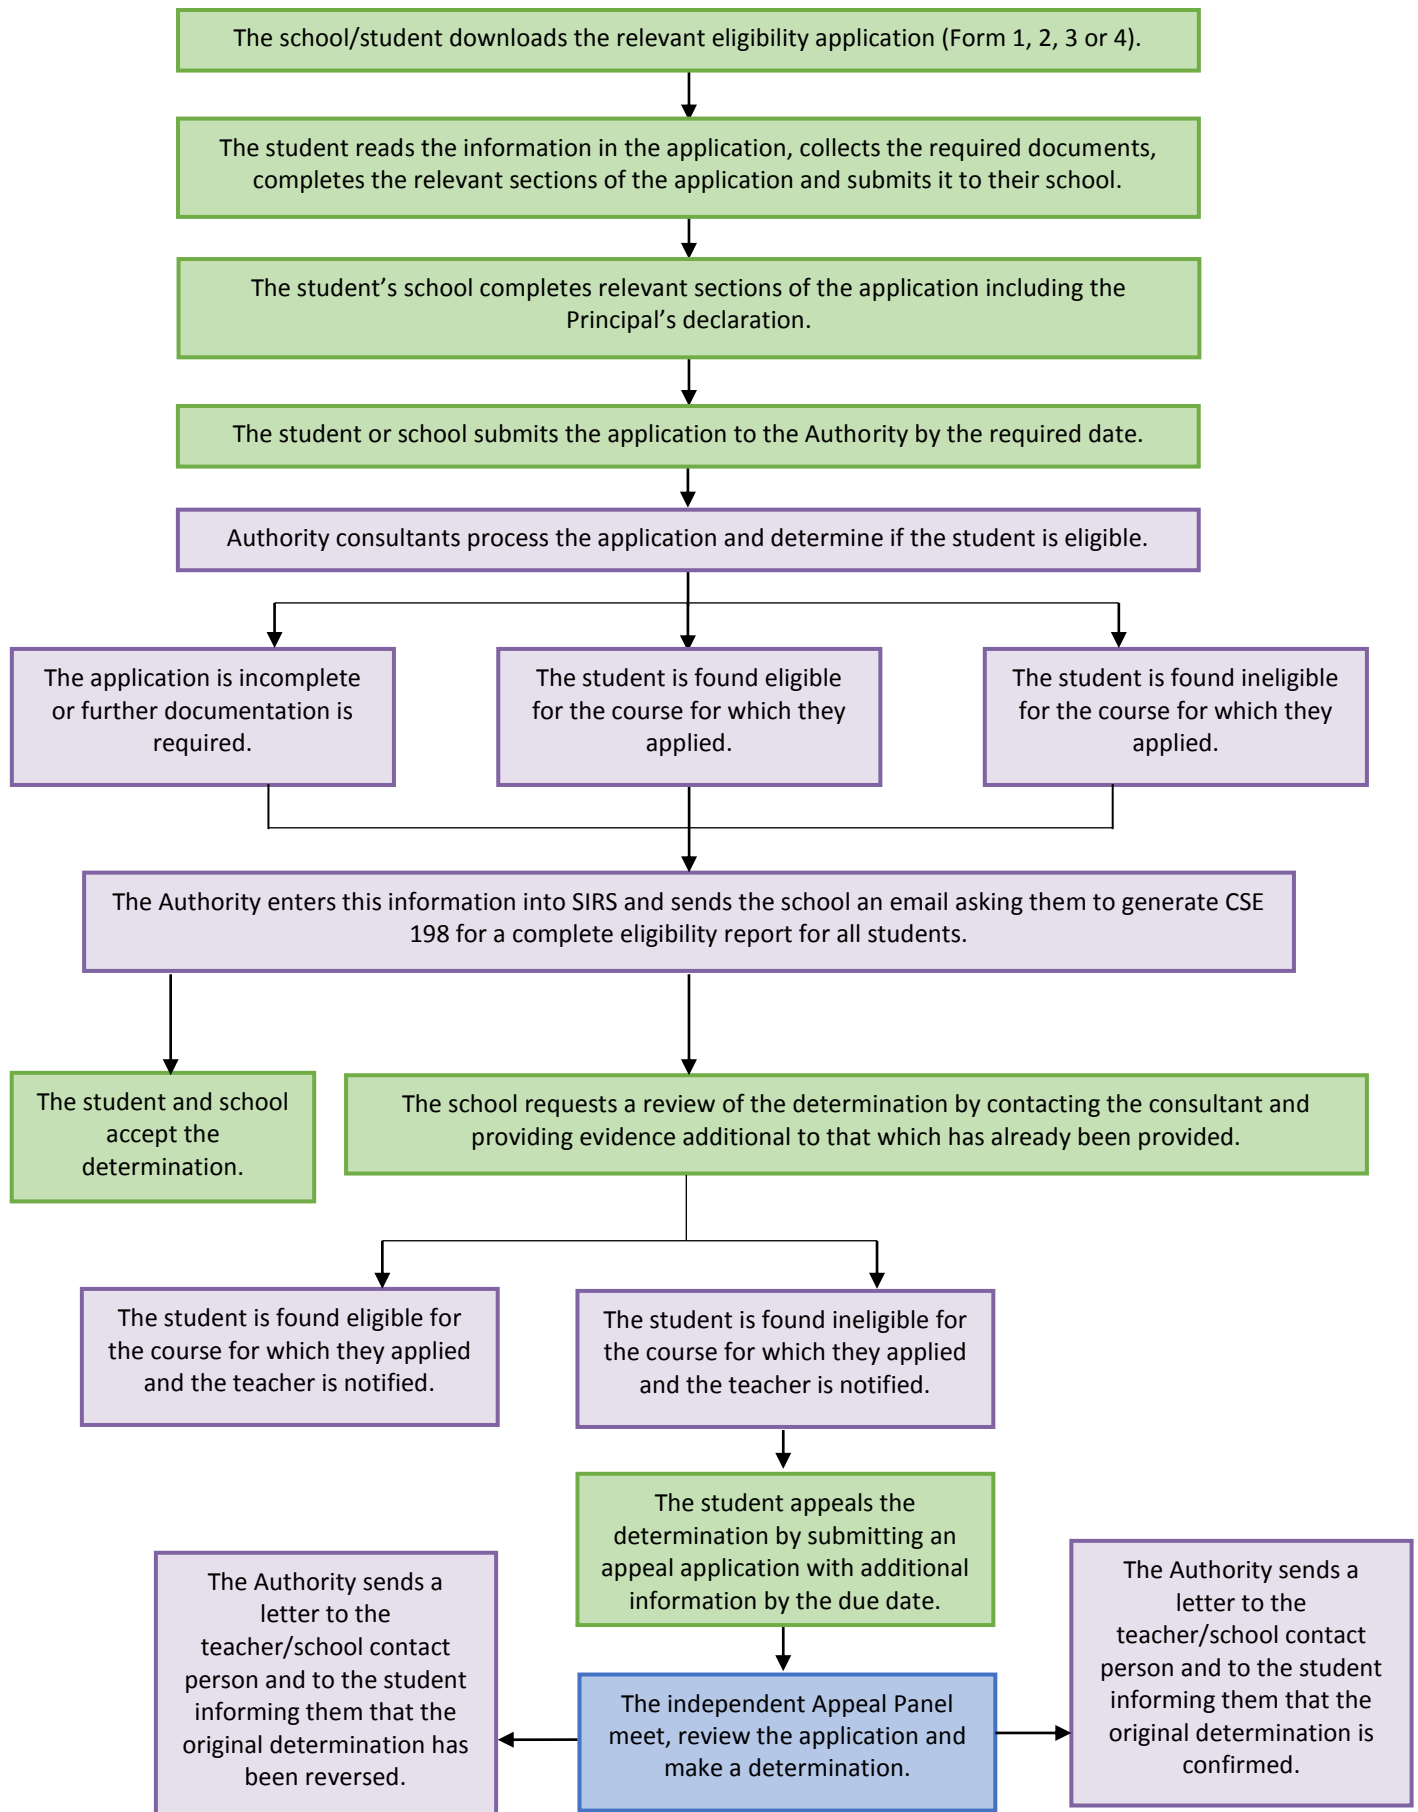 The school/student downloads the relevant eligibility application (Form 1, 2, 3 or 4).
The student reads the information in the application, collects the required documents,
completes the relevant sections of the application and submits it to their school.
The student’s school completes relevant sections of the application including the
Principal’s declaration.
The student or school submits the application to the Authority by the required date.
Authority consultants process the application and determine if the student is eligible.
The application is incomplete
or further documentation is
required.
The student is found eligible
for the course for which they
applied.
The student is found ineligible
for the course for which they
applied.
The Authority enters this information into SIRS and sends the school an email asking them to generate CSE
198 for a complete eligibility report for all students.
The student and school
accept the
determination.
The school requests a review of the determination by contacting the consultant and
providing evidence additional to that which has already been provided.
The student is found eligible for
the course for which they applied
and the teacher is notified.
The student is found ineligible for
the course for which they applied
and the teacher is notified.
The student appeals the
determination by submitting an
appeal application with additional
information by the due date.
The Authority sends a
letter to the
teacher/school contact
person and to the student
informing them that the
original determination has
been reversed.
The independent Appeal Panel
meet, review the application and
make a determination.
The Authority sends a
letter to the
teacher/school contact
person and to the student
informing them that the
original determination is
confirmed.